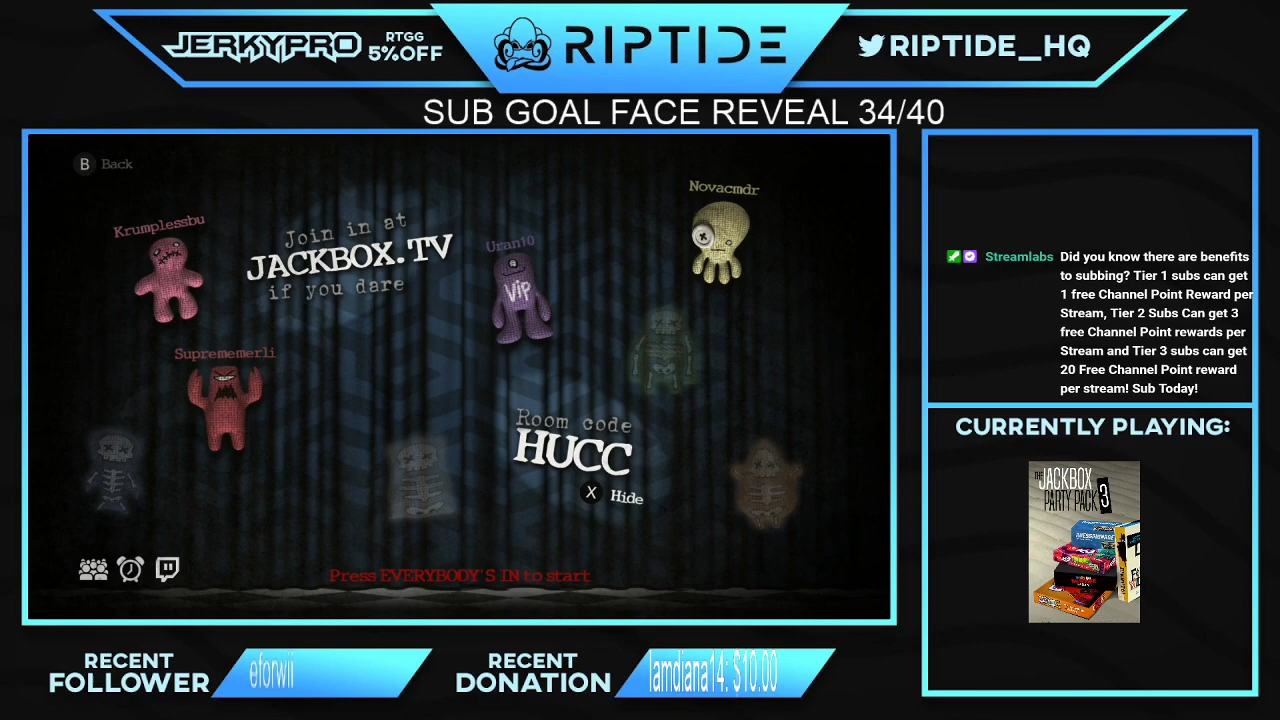 JERKYPRO
RTGG
5%OFF
RIPTIDE
RIPTIDE_HQ
SUB GOAL FACE REVEAL 34/40
B Back
Krumplessbu
Join in at
JACKBOX.TV
if you dare
Uran10
VIP
Novacmdr
Suprememerli
Room code
HUCC
X Hide
Press EVERYBODY'S IN to start
Streamlabs Did you know there are benefits
to subbing? Tier 1 subs can get
1 free Channel Point Reward per
Stream, Tier 2 Subs Can get 3
free Channel Point rewards per
Stream and Tier 3 subs can get
20 Free Channel Point reward
per stream! Sub Today!
CURRENTLY PLAYING:
THE
JACKBOX
PARTY PACK 3
RECENT
FOLLOWER
eforwii
RECENT
DONATION